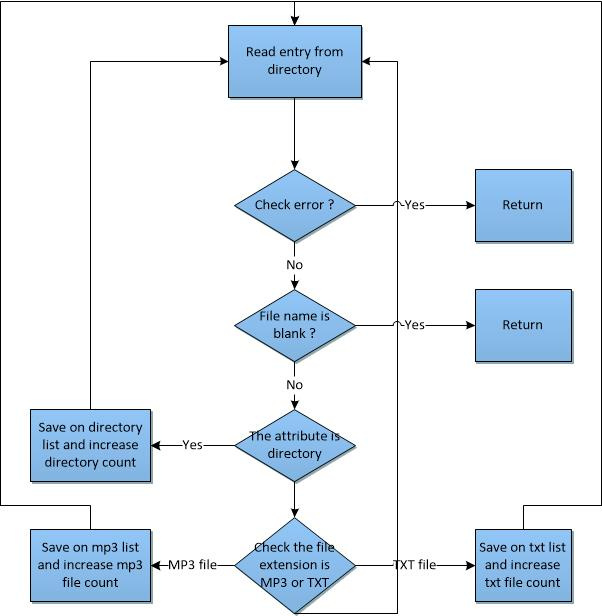 Read entry from
directory
Check error ?
Yes
Return
No
File name is
blank ?
Yes
Return
No
Save on directory
list and increase
directory count
Yes
The attribute is
directory
Save on mp3 list
and increase mp3
file count
MP3 file
Check the file
extension is
MP3 or TXT
TXT file
Save on txt list
and increase
txt file count